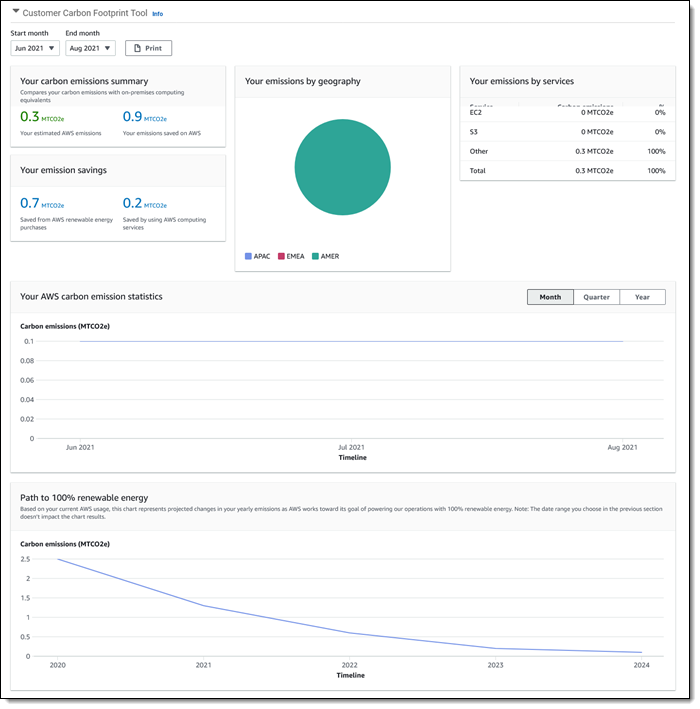 Customer Carbon Footprint Tool Info
Start month End month
Jun 2021 Aug 2021 Print
Your carbon emissions summary
Compares your carbon emissions with on-premises computing
equivalents
0.3 MTCO2e 0.9 MTCO2e
Your estimated AWS emissions Your emissions saved on AWS
Your emission savings
0.7 MTCO2e 0.2 MTCO2e
Saved from AWS renewable energy Saved by using AWS computing
purchases services
Your emissions by geography
APAC EMEA AMER
Your emissions by services
Service Carbon emissions %
EC2 0 MTCO2e 0%
S3 0 MTCO2e 0%
Other 0.3 MTCO2e 100%
Total 0.3 MTCO2e 100%
Your AWS carbon emission statistics
Month Quarter Year
Carbon emissions (MTCO2e)
0.1
0.08
0.06
0.04
0.02
0
Jun 2021 Jul 2021 Aug 2021
Timeline
Path to 100% renewable energy
Based on your current AWS usage, this chart represents projected changes in your yearly emissions as AWS works toward its goal of powering our operations with 100% renewable energy. Note: The date range you choose in the previous section
doesn't impact the chart results.
Carbon emissions (MTCO2e)
2.5
2
1.5
1
0.5
0
2020 2021 2022 2023 2024
Timeline